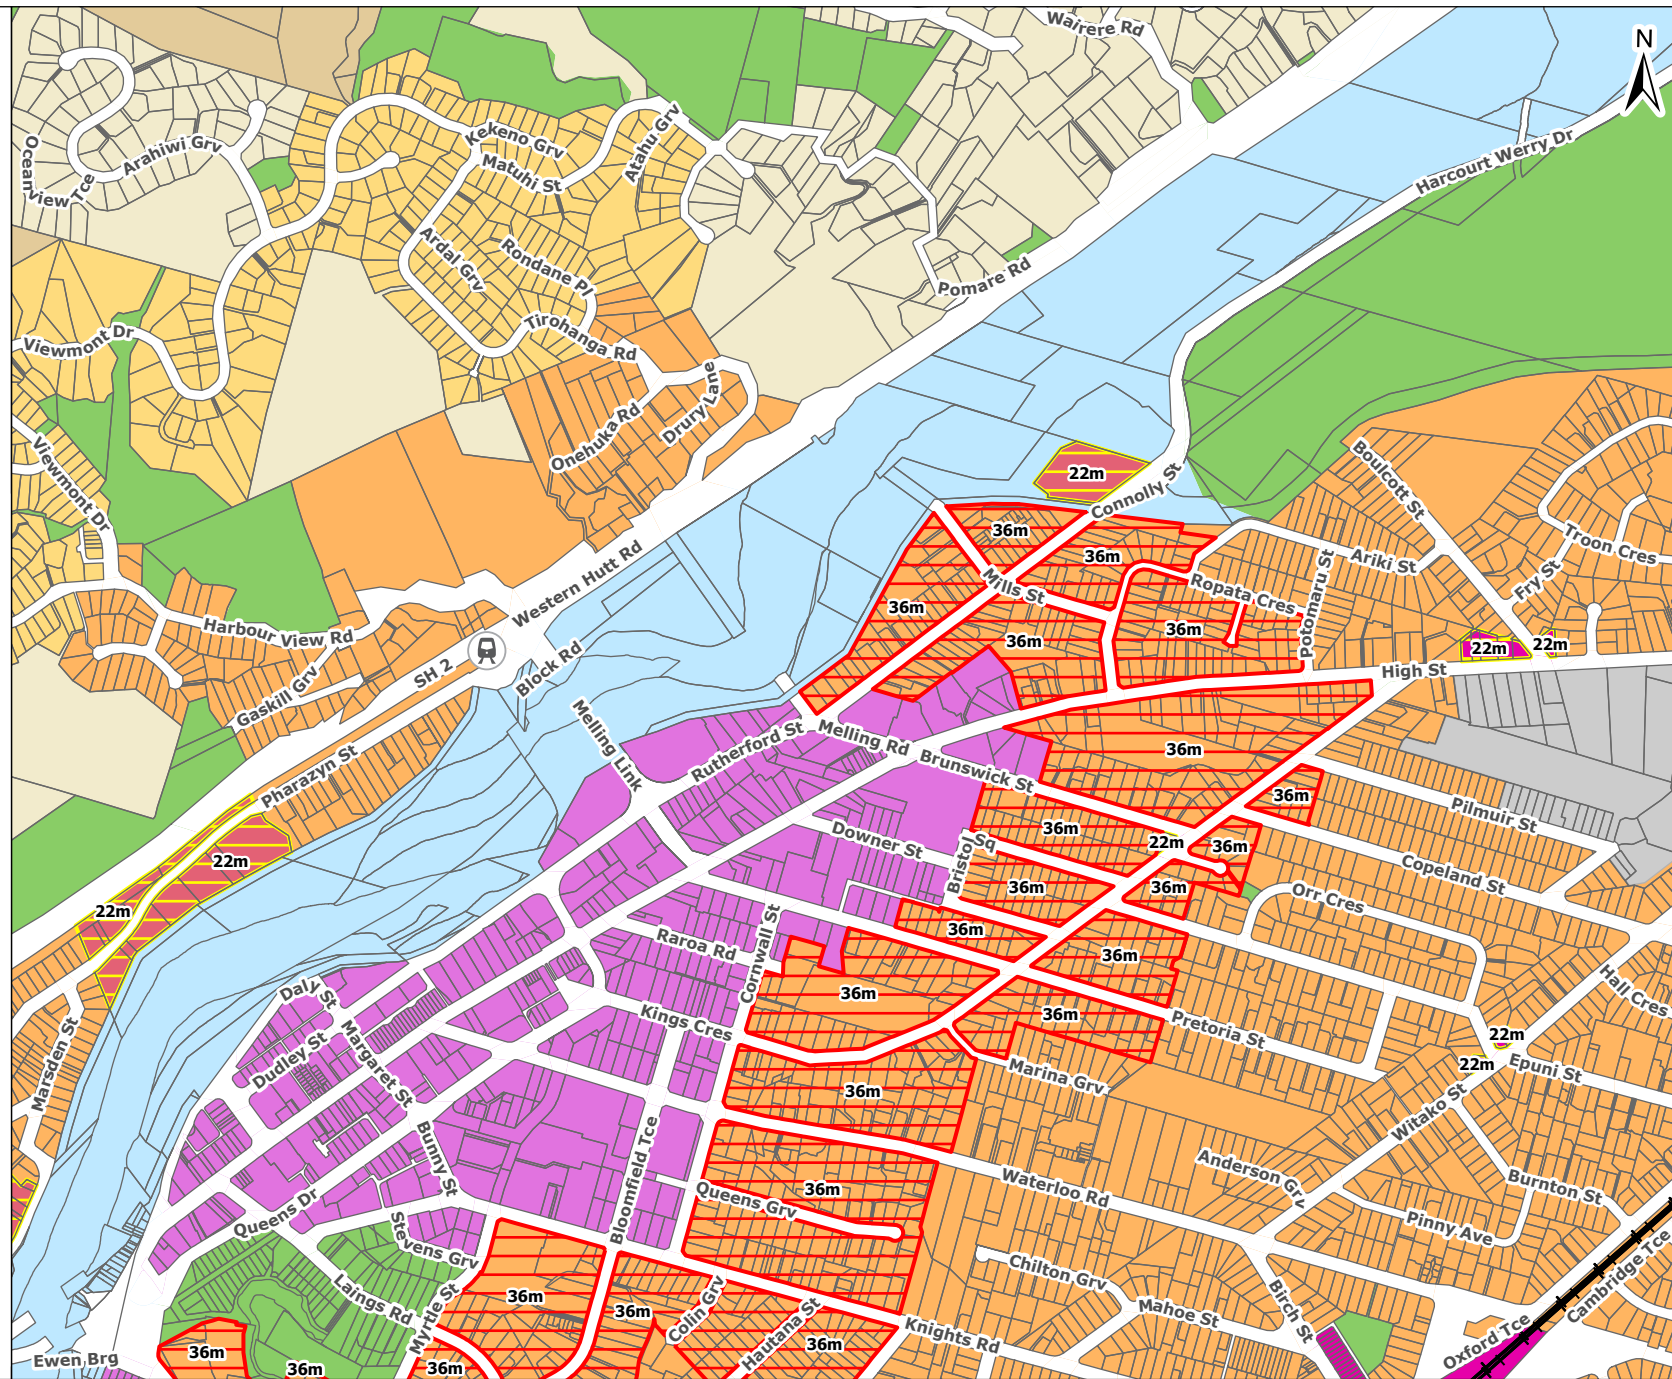 Wairere Rd
N
Kekeno Grv
Atahu Grv
Arahiwi Grv
Matuhi St
Oceanview Tce
Harcourt Werry Dr
Ardal Grv
Rondane Pl
Pomare Rd
Viewmont Dr
Tirohanga Rd
Drury Lane
Onehuka Rd
Viewmont Dr
Boulcott St
22m
Connolly St
36m
36m
Troon Cres
Ariki St
Western Hutt Rd
Mills St
Ropata Cres
Fry St
Potomaru St
36m
Harbour View Rd
36m
36m
22m
22m
SH 2
Block Rd
High St
Gaskill Grv
Melling Link
Melling Rd
Rutherford St
36m
Brunswick St
Pharazyn St
36m
Pilmuir St
36m
Downer St
Bristol Sq
22m
36m
22m
36m
36m
Copeland St
Orr Cres
22m
36m
Raroa Rd
Cornwall St
36m
Hall Cres
Daly St
36m
Kings Cres
36m
Pretoria St
22m
Dudley St
Margaret St
Marsden St
22m
Epuni St
Marina Grv
36m
Witako St
Bunny St
Bloomfield Tce
Anderson Grv
Waterloo Rd
Burnton St
36m
Queens Grv
Queens Dr
Stevens Grv
Pinny Ave
Cambridge Tce
Chilton Grv
Laings Rd
36m
36m
Colin Grv
Hautana St
Mahoe St
Birch St
Myrtle St
36m
Knights Rd
Oxford Tce
36m
Ewen Brg
36m
36m